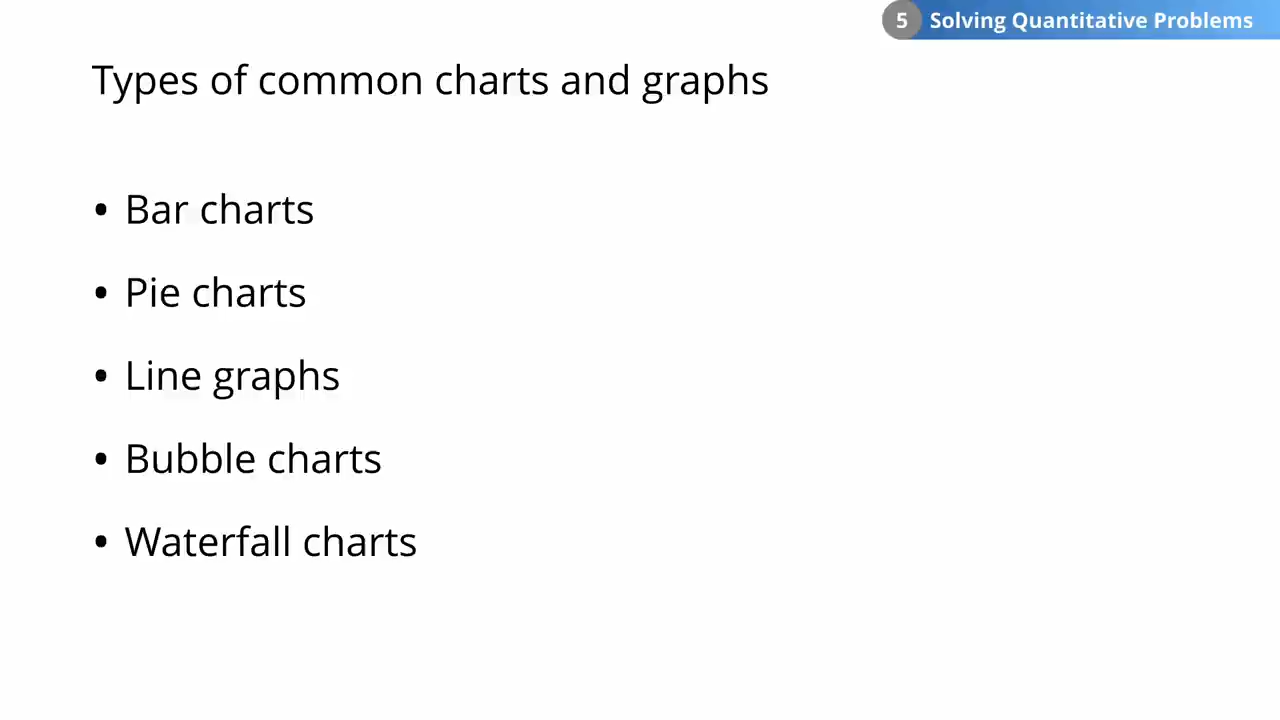 5 Solving Quantitative Problems
Types of common charts and graphs
• Bar charts
• Pie charts
• Line graphs
• Bubble charts
• Waterfall charts